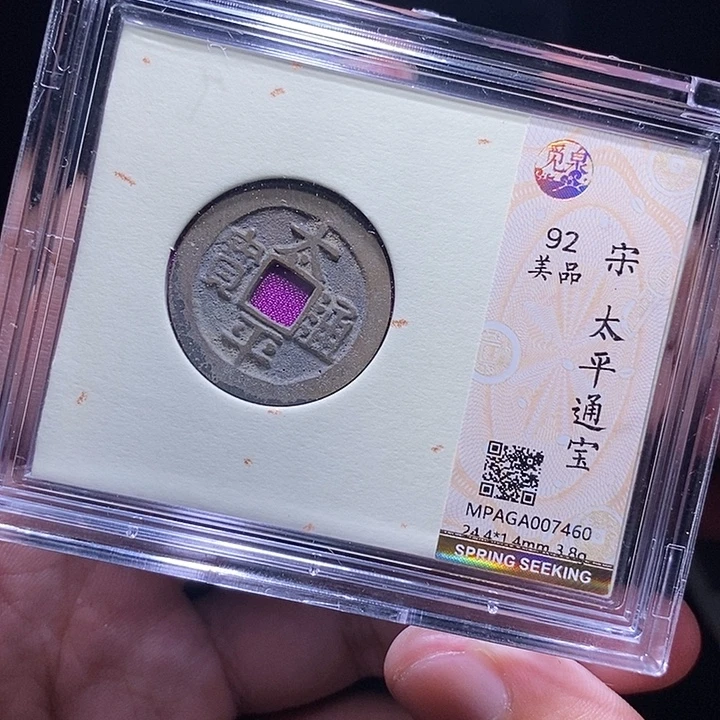 太平通寳
觅泉
92
美品
宋 太平通宝
MPAGA007460
24.4*1.4mm 3.8g
SPRING SEEKING